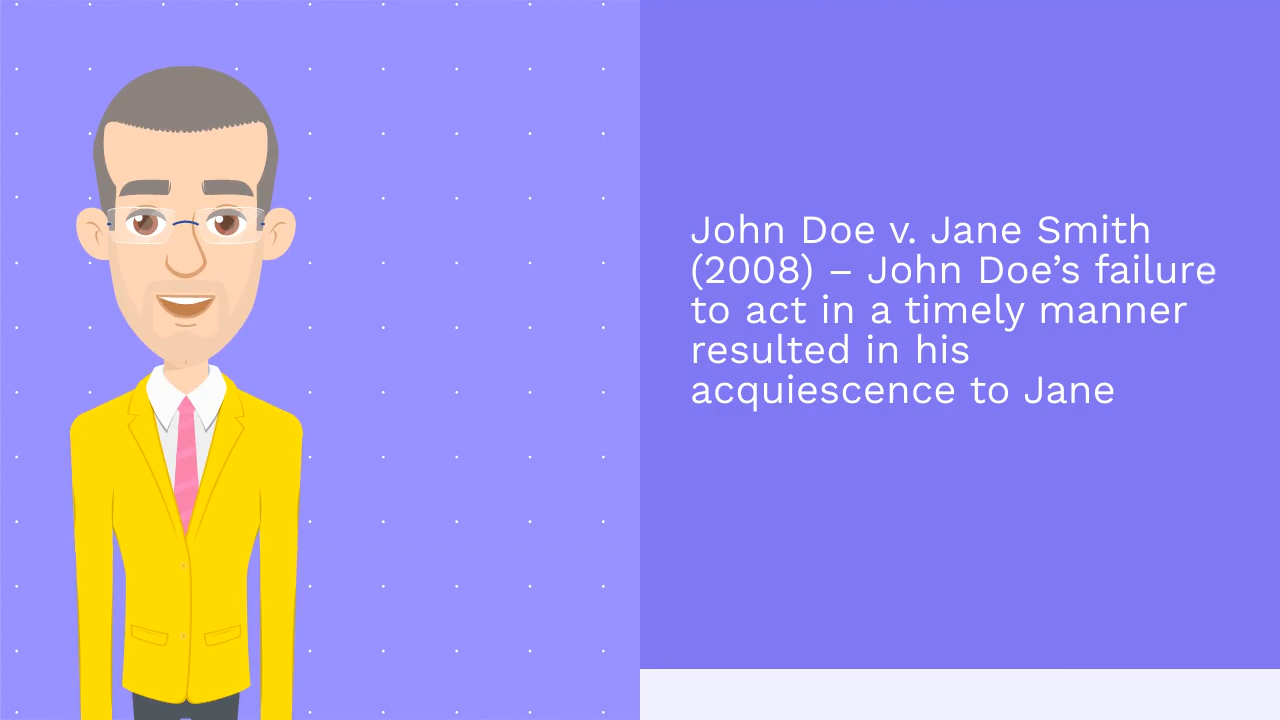 John Doe v. Jane Smith
(2008) – John Doe’s failure
to act in a timely manner
resulted in his
acquiescence to Jane